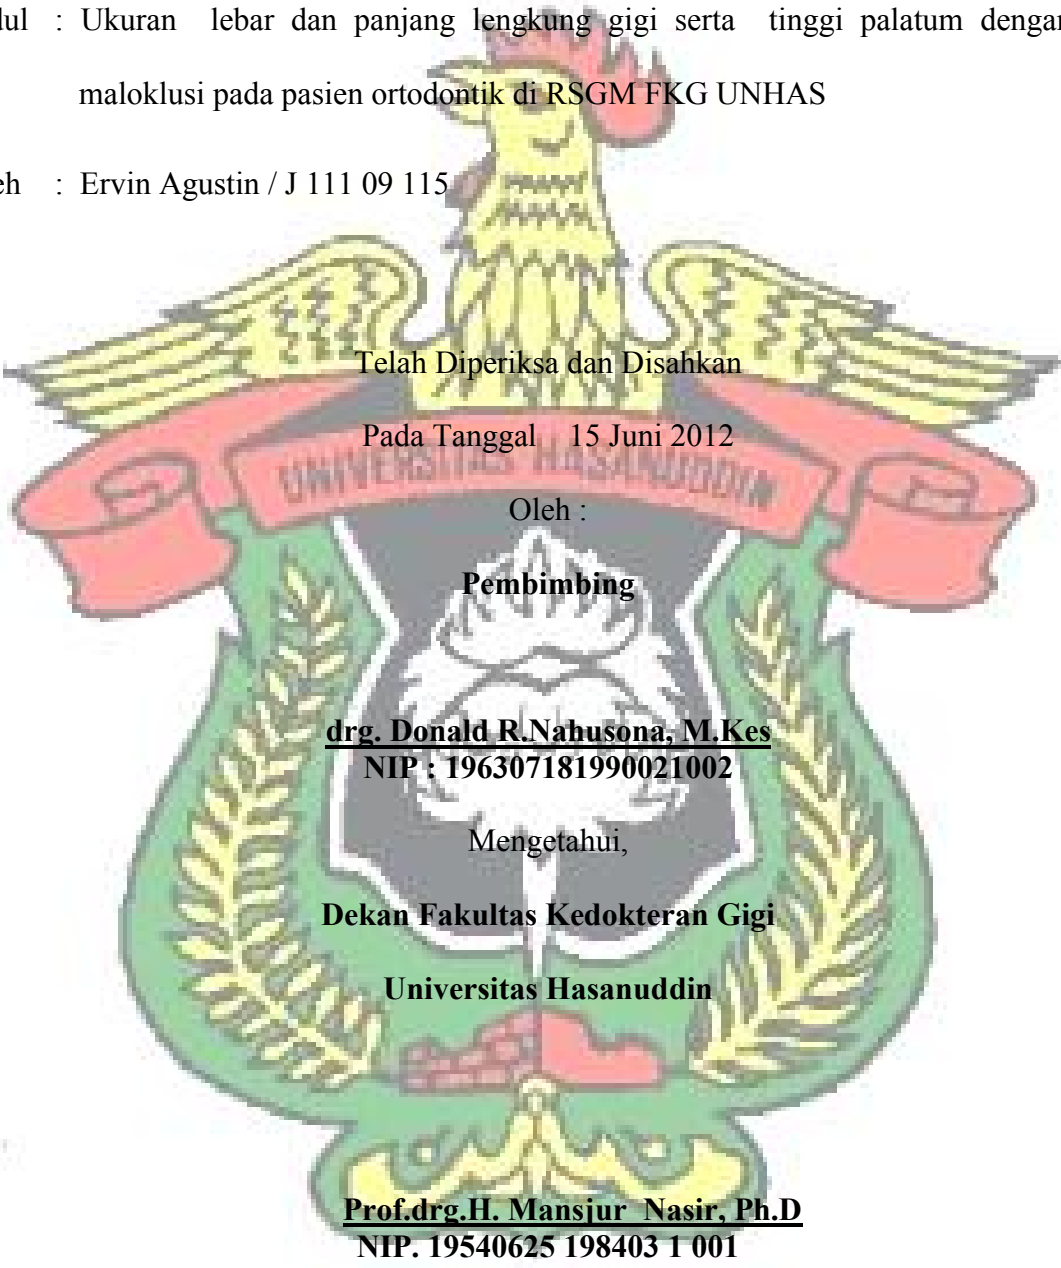 dul : Ukuran lebar dan panjang lengkung gigi serta tinggi palatum dengan
maloklusi pada pasien ortodontik di RSGM FKG UNHAS
eh : Ervin Agustin / J 111 09 115
Telah Diperiksa dan Disahkan
Pada Tanggal 15 Juni 2012
UNIVERSITAS HASANUDDIN
Oleh :
Pembimbing
drg. Donald R.Nahusona, M.Kes
NIP : 196307181990021002
Mengetahui,
Dekan Fakultas Kedokteran Gigi
Universitas Hasanuddin
Prof.drg.H. Mansjur Nasir, Ph.D
NIP. 19540625 198403 1 001